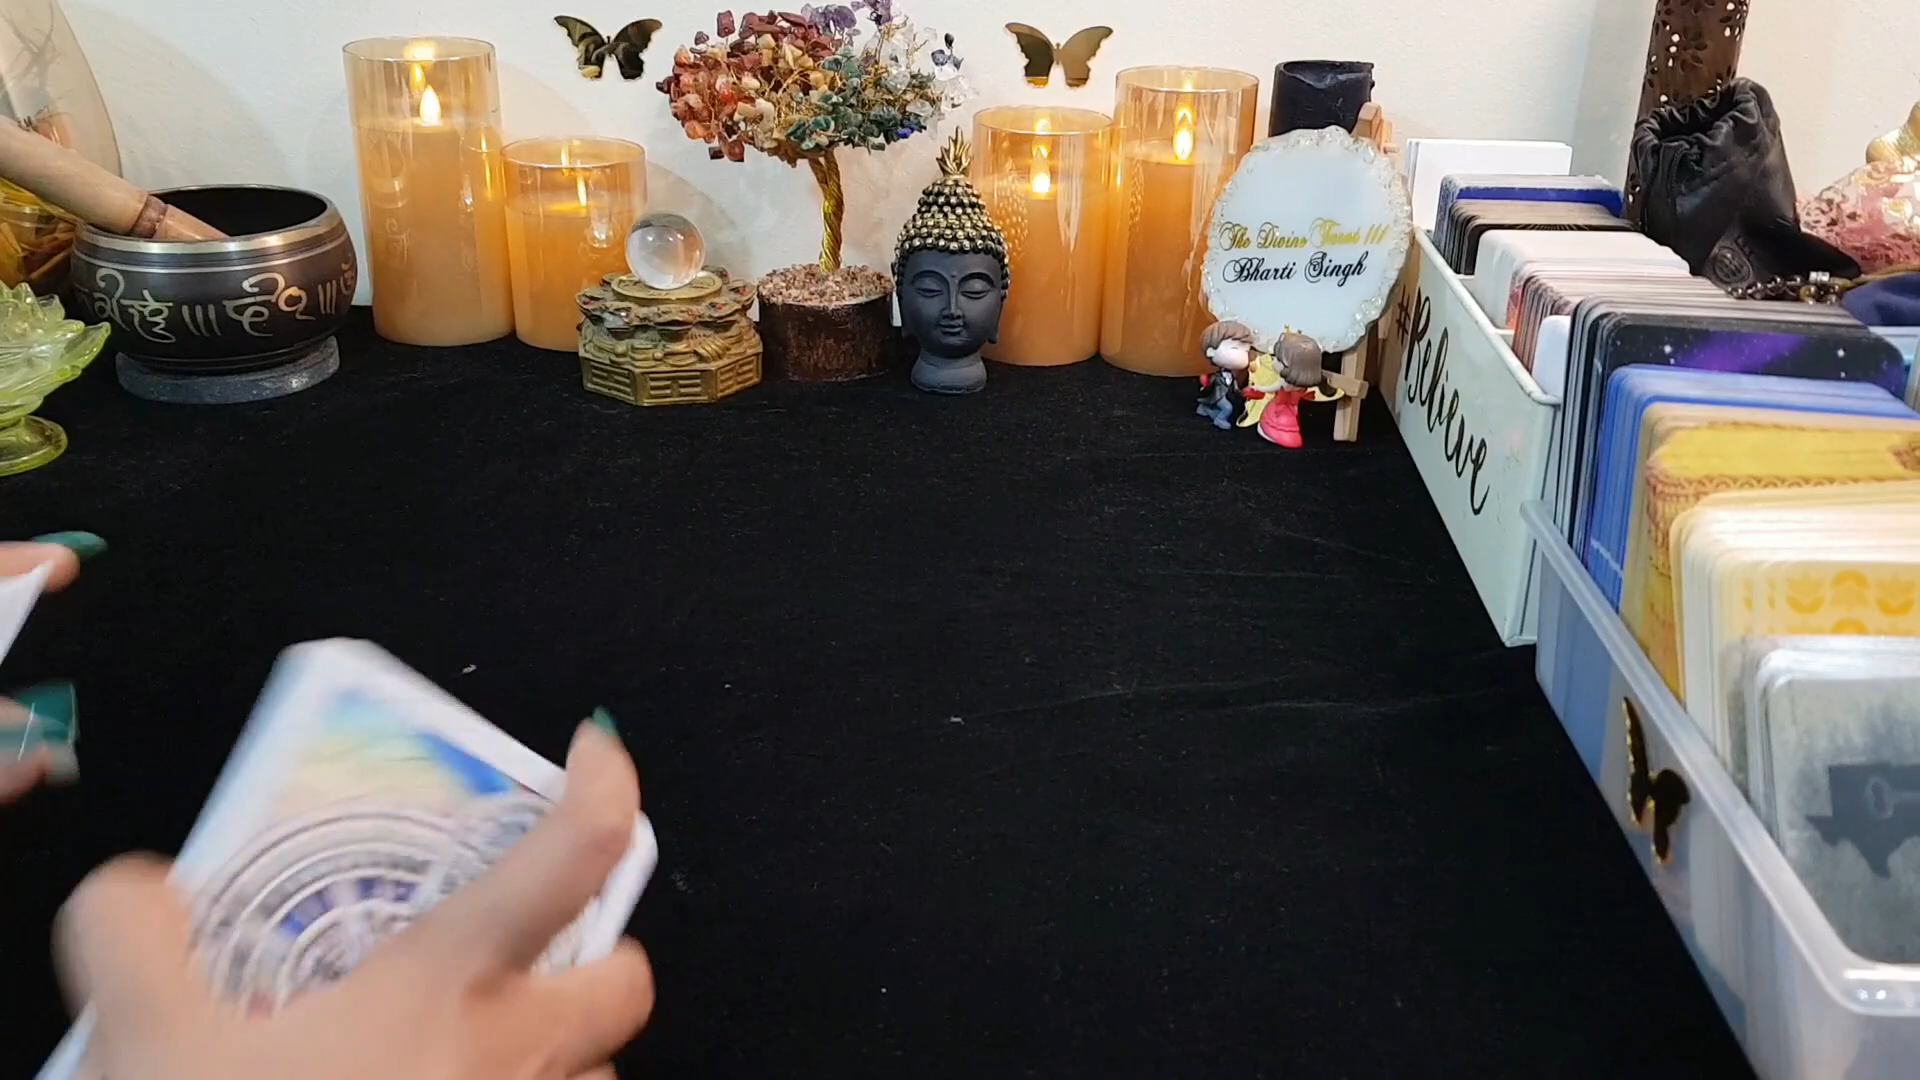 The Divine Tarot 111
Bharti Singh
#Believe